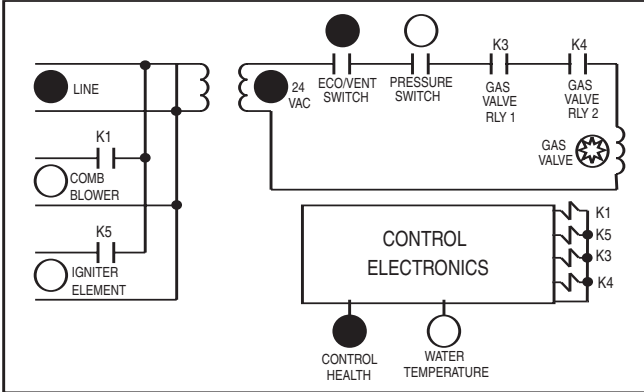 LINE
K1
COMB
BLOWER
K5
IGNITER
ELEMENT
24
VAC
ECO/VENT
SWITCH
PRESSURE
SWITCH
K3
GAS
VALVE
RLY 1
K4
GAS
VALVE
RLY 2
GAS
VALVE
CONTROL
ELECTRONICS
K1
K5
K3
K4
CONTROL
HEALTH
WATER
TEMPERATURE